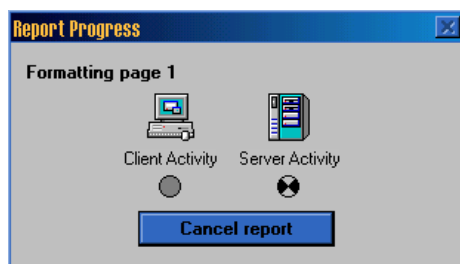 Report Progress
Formatting page 1
Client Activity Server Activity
Cancel report